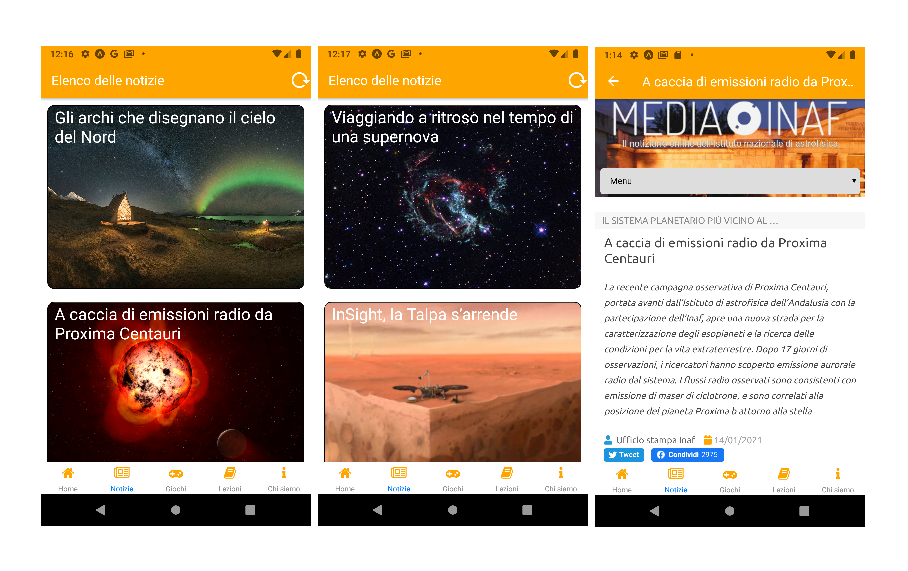 12:16
Elenco delle notizie
Gli archi che disegnano il cielo
del Nord
A caccia di emissioni radio da
Proxima Centauri
Home Notizie Giochi Lezioni Chi siamo
12:17
Elenco delle notizie
Viaggiando a ritroso nel tempo di
una supernova
InSight, la Talpa s'arrende
Home Notizie Giochi Lezioni Chi siamo
1:14
A caccia di emissioni radio da Prox...
MEDIA INAF
Il notiziario online dell'istituto nazionale di astrofisica
Menu
IL SISTEMA PLANETARIO PIÙ VICINO AL ...
A caccia di emissioni radio da Proxima
Centauri
La recente campagna osservativa di Proxima Centauri,
portata avanti dall'Istituto di astrofisica dell'Andalusia con la
partecipazione dell'Inaf, apre una nuova strada per la
caratterizzazione degli esopianeti e la ricerca delle
condizioni per la vita extraterrestre. Dopo 17 giorni di
osservazioni, i ricercatori hanno scoperto emissione aurorale
radio dal sistema. I flussi radio osservati sono consistenti con
emissione di maser di ciclotrone, e sono correlati alla
posizione del pianeta Proxima b attorno alla stella
Ufficio stampa Inaf 14/01/2021
Tweet Condividi 2975
Home Notizie Giochi Lezioni Chi siamo